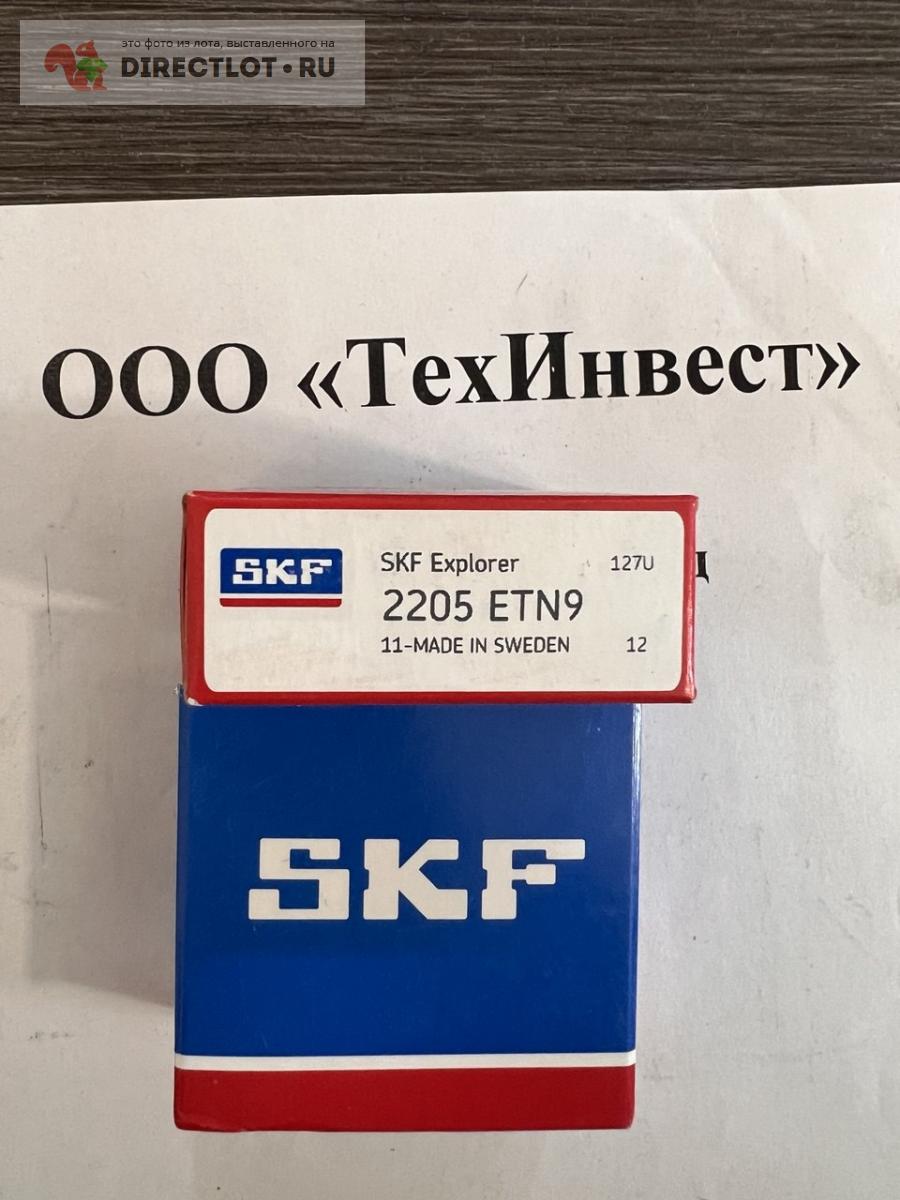 это фото из лота, выставленного на
DIRECTLOT.RU
ООО «ТехИнвест»
SKF
SKF Explorer 127U
2205 ETN9
11-MADE IN SWEDEN 12
SKF